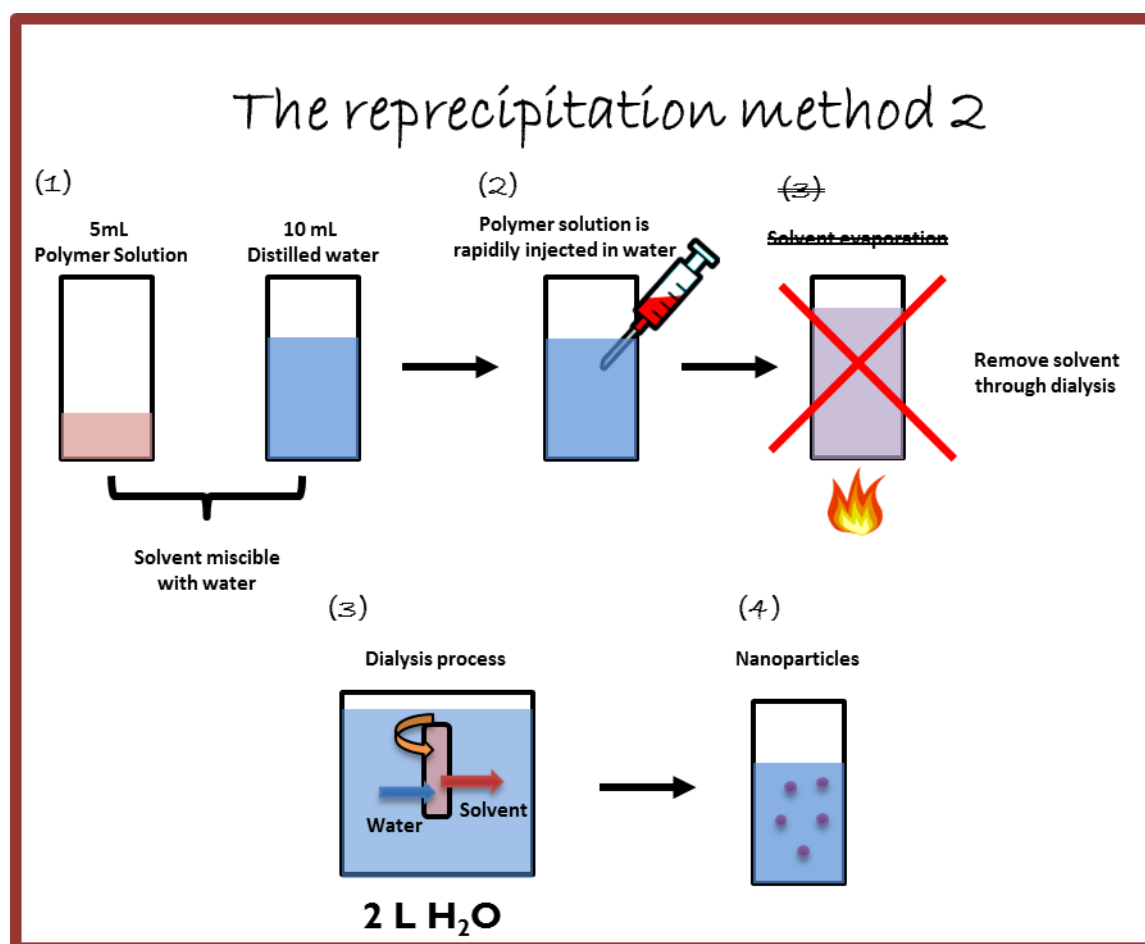 The reprecipitation method 2
(1)
5mL
Polymer Solution
10 mL
Distilled water
(2)
Polymer solution is
rapidily injected in water
(3)
Solvent evaporation
Remove solvent
through dialysis
Solvent miscible
with water
(3)
Dialysis process
Water
Solvent
2 L H₂O
(4)
Nanoparticles